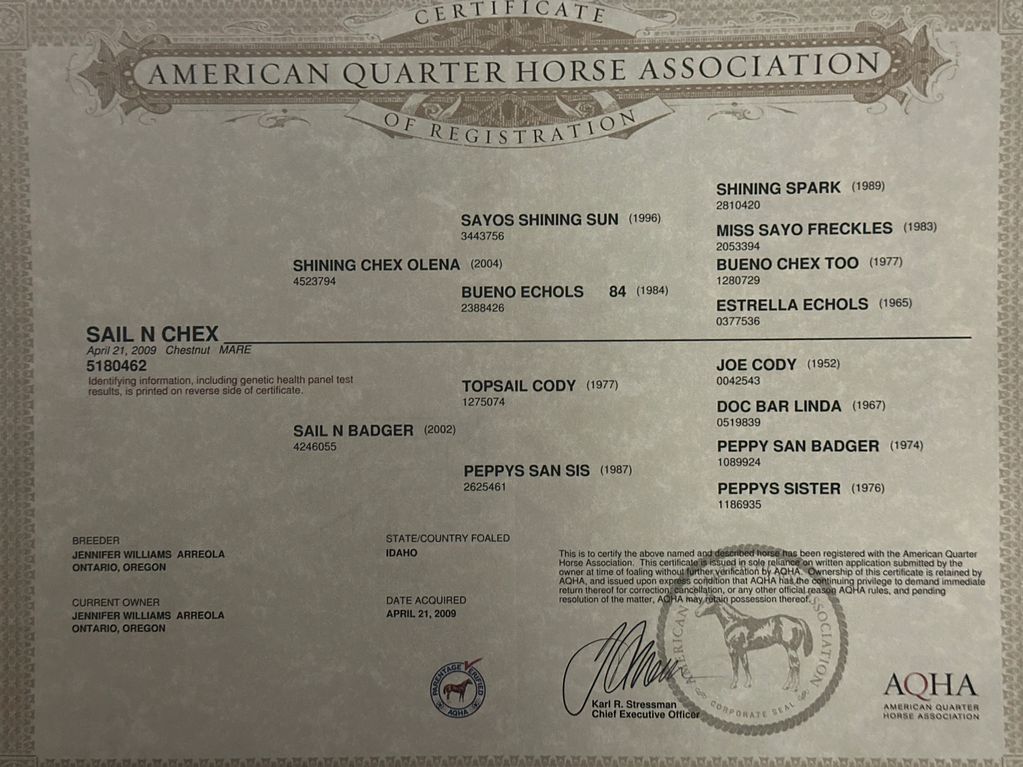 CERTIFICATE
AMERICAN QUARTER HORSE ASSOCIATION
OF REGISTRATION
SHINING SPARK (1989)
2810420
SAYOS SHINING SUN (1996)
3443756
MISS SAYO FRECKLES (1983)
2053394
SHINING CHEX OLENA (2004)
4523794
BUENO CHEX TOO (1977)
1280729
BUENO ECHOLS 84 (1984)
2388426
ESTRELLA ECHOLS (1965)
0377536
SAIL N CHEX
April 21, 2009 Chestnut MARE
5180462
Identifying information, including genetic health panel test
results, is printed on reverse side of certificate.
JOE CODY (1952)
0042543
TOPSAIL CODY (1977)
1275074
DOC BAR LINDA (1967)
0519839
SAIL N BADGER (2002)
4246055
PEPPY SAN BADGER (1974)
1089924
PEPPYS SAN SIS (1987)
2625461
PEPPYS SISTER (1976)
1186935
BREEDER
JENNIFER WILLIAMS ARREOLA
ONTARIO, OREGON
STATE/COUNTRY FOALED
IDAHO
CURRENT OWNER
JENNIFER WILLIAMS ARREOLA
ONTARIO, OREGON
DATE ACQUIRED
APRIL 21, 2009
This is to certify the above named and described horse has been registered with the American Quarter
Horse Association. This certificate is issued in sole reliance on written application submitted by the
owner at time of foaling without further verification by AQHA. Ownership of this certificate is retained by
AQHA, and issued upon express condition that AQHA has the continuing privilege to demand immediate
return thereof for correction, cancellation, or any other official reason AQHA rules, and pending
resolution of the matter, AQHA may retain possession thereof.
PARENTAGE VERIFIED
AQHA
Karl R. Stressman
Chief Executive Officer
AMERICAN
ASSOCIATION
CORPORATE SEAL
AQHA
AMERICAN QUARTER
HORSE ASSOCIATION